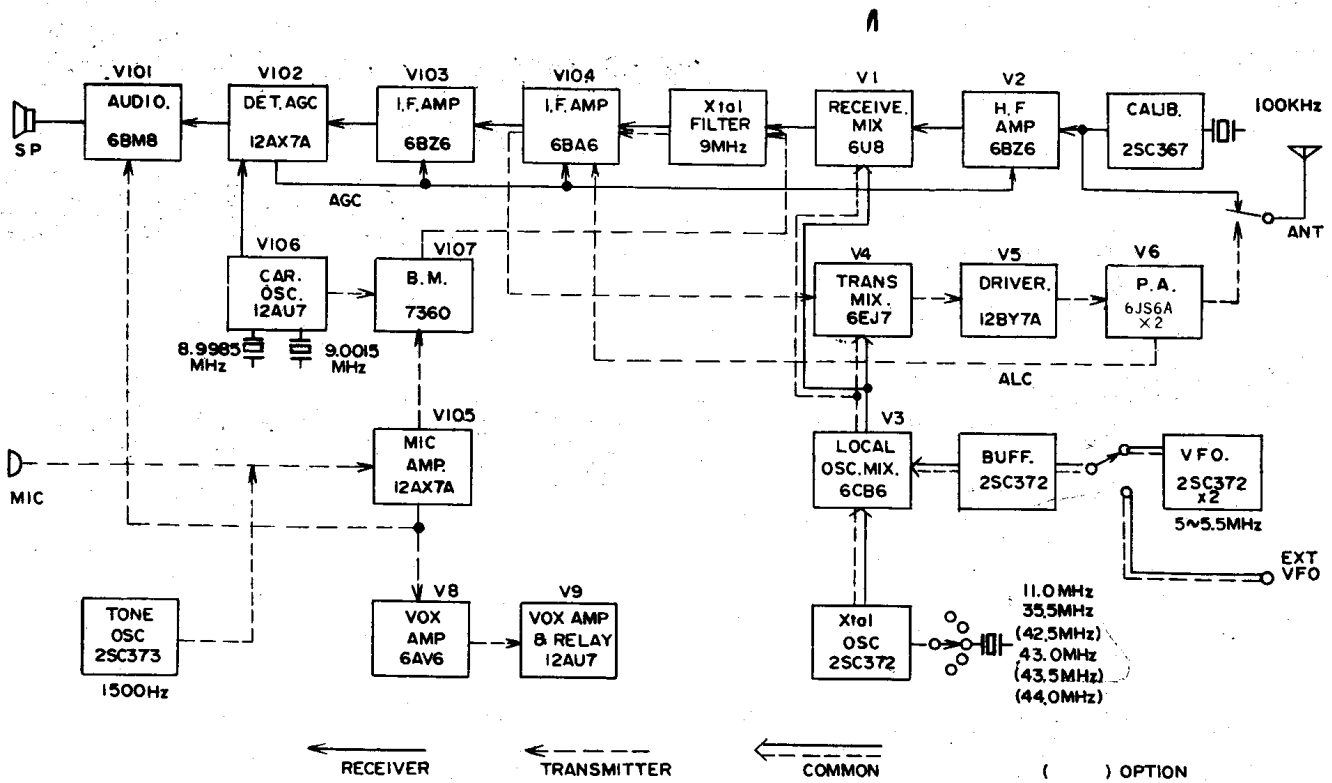 V101
AUDIO.
6BM8
SP
V102
DET. AGC
12AX7A
V103
I.F. AMP
6BZ6
V104
I.F. AMP
6BA6
Xtal
FILTER
9MHz
V1
RECEIVE.
MIX
6U8
V2
H.F
AMP
6BZ6
CALIB.
2SC367
100KHz
ANT
AGC
V106
CAR.
OSC.
12AU7
8.9985
MHz
9.0015
MHz
V107
B.M.
7360
V4
TRANS
MIX.
6EJ7
V5
DRIVER.
12BY7A
V6
P.A.
6JS6A
×2
ALC
MIC
V105
MIC
AMP.
12AX7A
V3
LOCAL
OSC. MIX.
6CB6
BUFF.
2SC372
VFO.
2SC372
x2
5~5.5MHz
EXT
VFO
TONE
OSC
2SC373
1500Hz
V8
VOX
AMP
6AV6
V9
VOX AMP
& RELAY
12AU7
Xtal
OSC
2SC372
11.0MHz
35.5MHz
(42.5MHz)
43.0MHz
(43.5MHz)
(44.0MHz)
RECEIVER
TRANSMITTER
COMMON
( ) OPTION